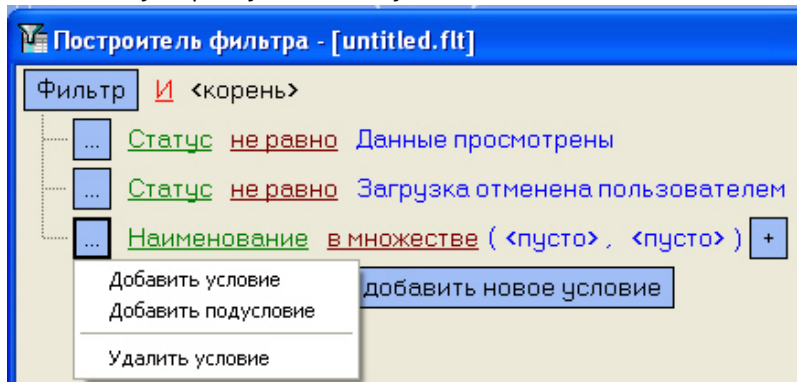 Построитель фильтра - [untitled.flt]
Фильтр И <корень>
... Статус не равно Данные просмотрены
... Статус не равно Загрузка отменена пользователем
... Наименование в множестве ( <пусто> , <пусто> ) +
Добавить условие
добавить новое условие
Добавить подусловие
Удалить условие